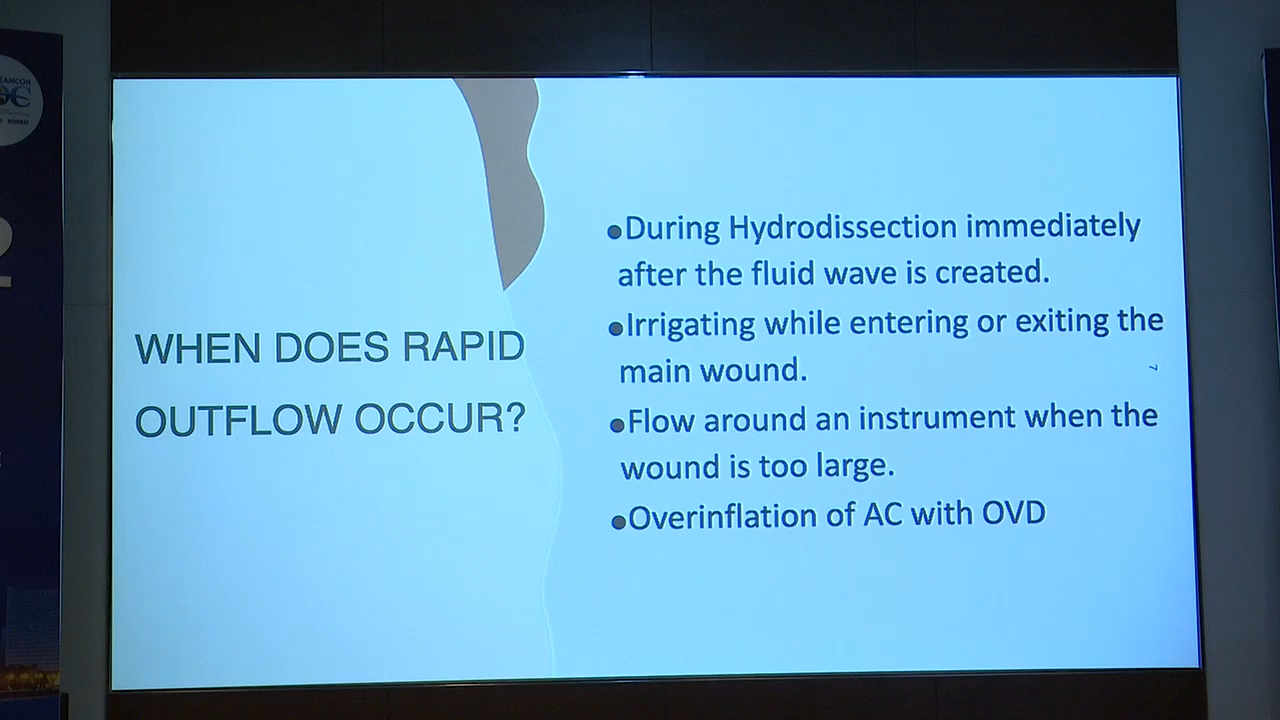 WHEN DOES RAPID
OUTFLOW OCCUR?
•During Hydrodissection immediately
after the fluid wave is created.
•Irrigating while entering or exiting the
main wound.
•Flow around an instrument when the
wound is too large.
•Overinflation of AC with OVD